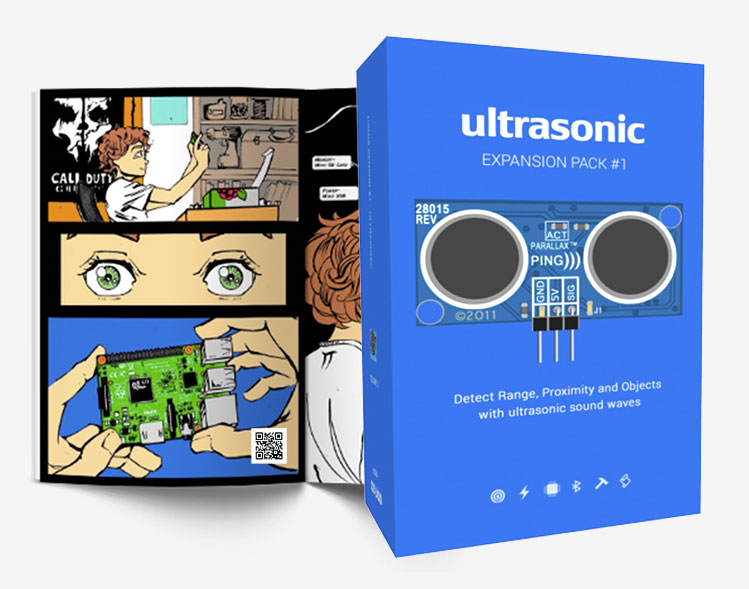 CALL OF DUTY
ultrasonic
EXPANSION PACK #1
28015
REV
ACT
PARALLAX™
PING)))
GND
5V
SIG
©2011
J1
Detect Range, Proximity and Objects
with ultrasonic sound waves